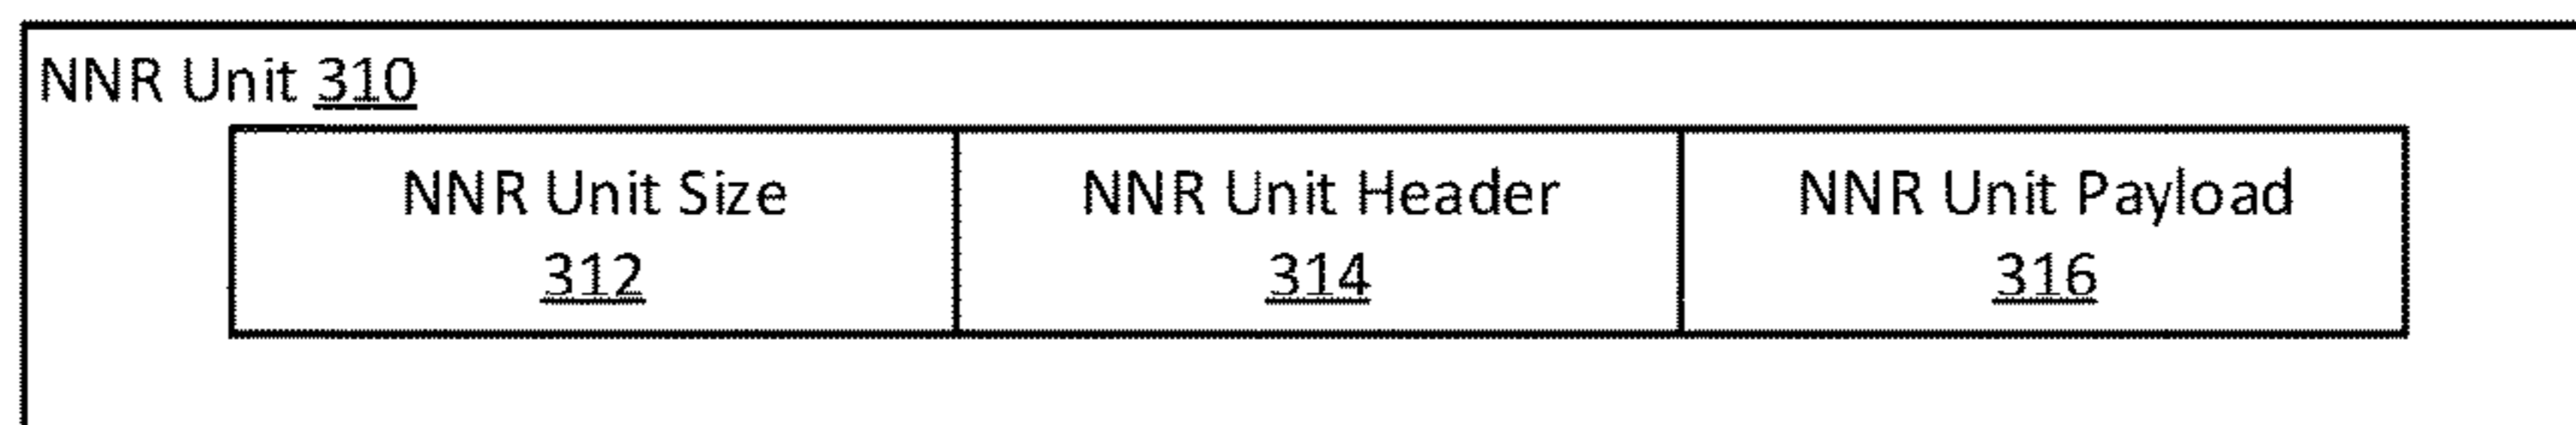 NNR Unit 310
NNR Unit Size
312
NNR Unit Header
314
NNR Unit Payload
316